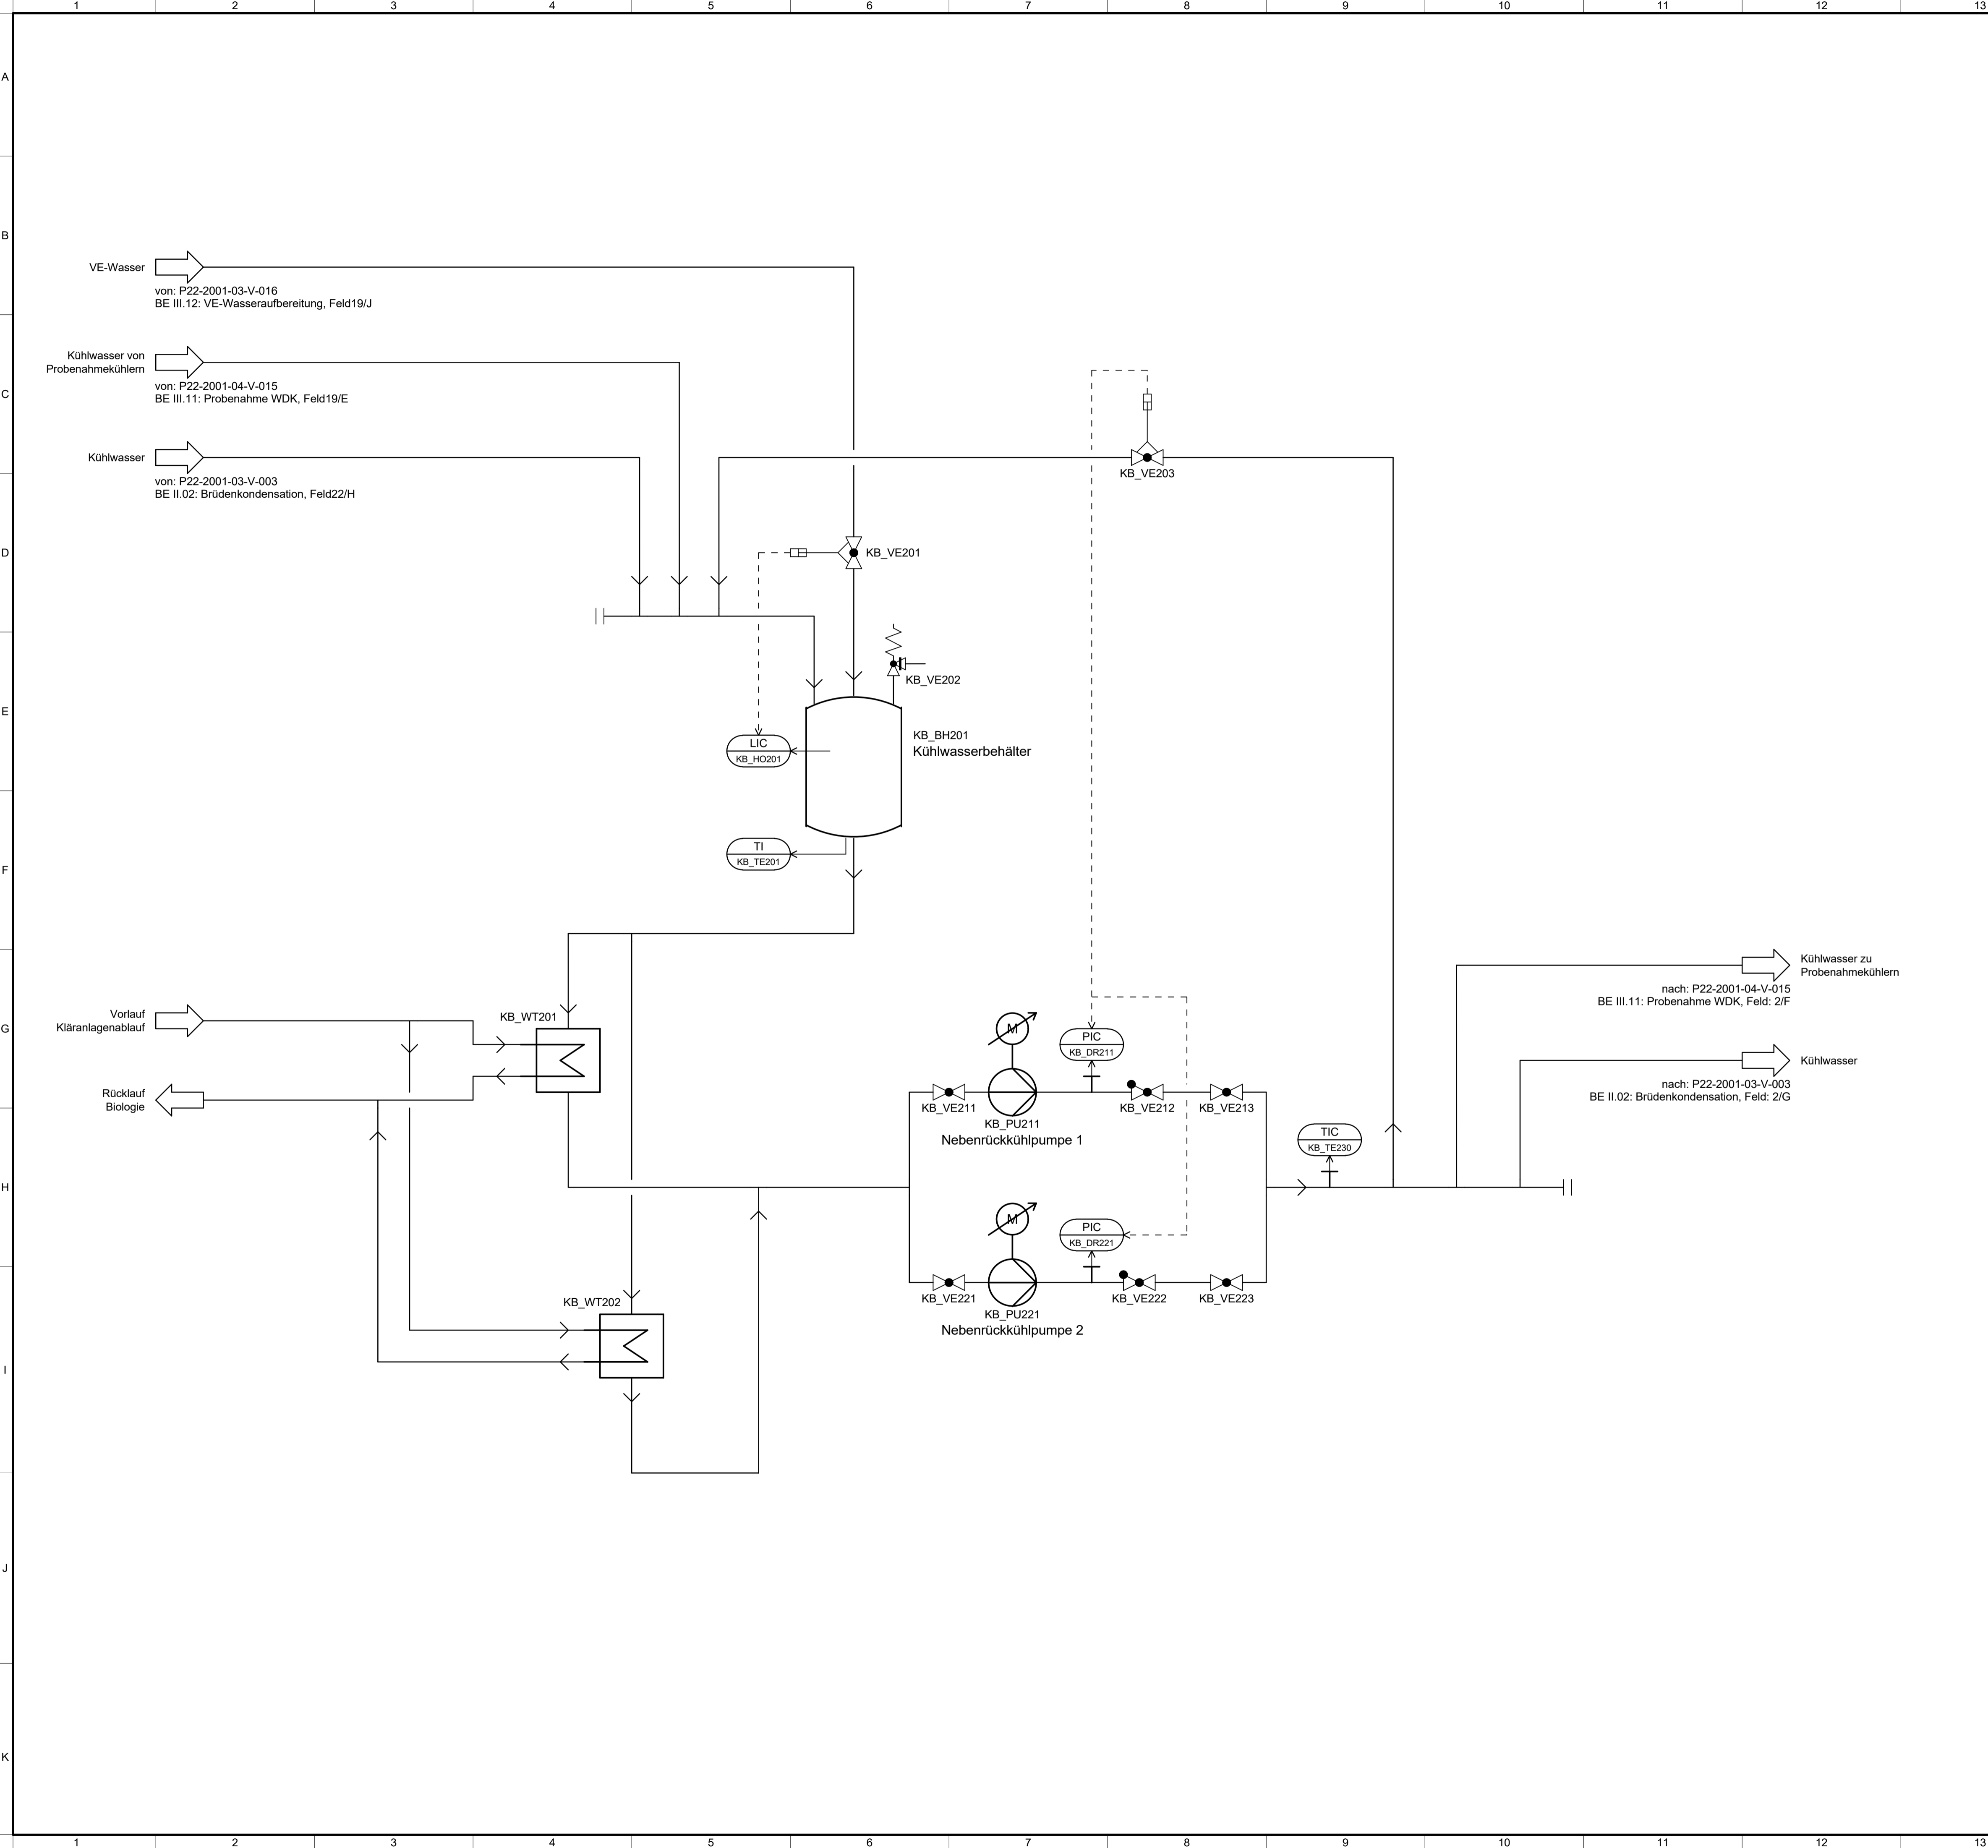 1 2 3 4 5 6 7 8 9 10 11 12 13
A
B
VE-Wasser
von: P22-2001-03-V-016
BE III.12: VE-Wasseraufbereitung, Feld19/J
Kühlwasser von
Probenahmekühlern
von: P22-2001-04-V-015
BE III.11: Probenahme WDK, Feld19/E
C
Kühlwasser
von: P22-2001-03-V-003
BE II.02: Brüdenkondensation, Feld22/H
KB_VE203
D
KB_VE201
KB_VE202
E
KB_BH201
Kühlwasserbehälter
LIC
KB_HO201
TI
KB_TE201
F
Kühlwasser zu
Probenahmekühlern
nach: P22-2001-04-V-015
BE III.11: Probenahme WDK, Feld: 2/F
Vorlauf
Kläranlagenablauf
G
KB_WT201
M
PIC
KB_DR211
Kühlwasser
nach: P22-2001-03-V-003
BE II.02: Brüdenkondensation, Feld: 2/G
Rücklauf
Biologie
KB_VE211
KB_VE212
KB_VE213
KB_PU211
Nebenrückkühlpumpe 1
TIC
KB_TE230
H
M
PIC
KB_DR221
KB_WT202
KB_VE221
KB_VE222
KB_VE223
KB_PU221
Nebenrückkühlpumpe 2
I
J
K
1 2 3 4 5 6 7 8 9 10 11 12 13